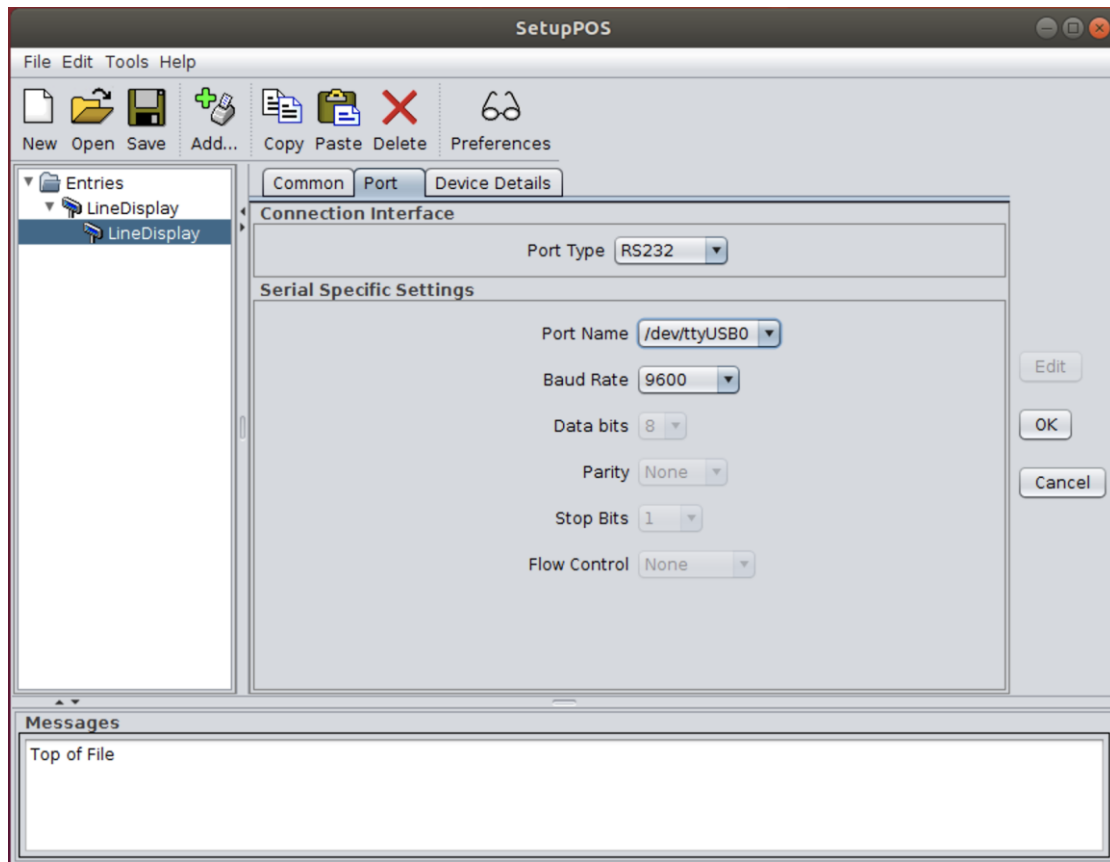 SetupPOS
File Edit Tools Help
New Open Save Add... Copy Paste Delete Preferences
Entries
LineDisplay
LineDisplay
Common Port Device Details
Connection Interface
Port Type RS232
Serial Specific Settings
Port Name /dev/ttyUSB0
Baud Rate 9600
Data bits 8
Parity None
Stop Bits 1
Flow Control None
Edit
OK
Cancel
Messages
Top of File